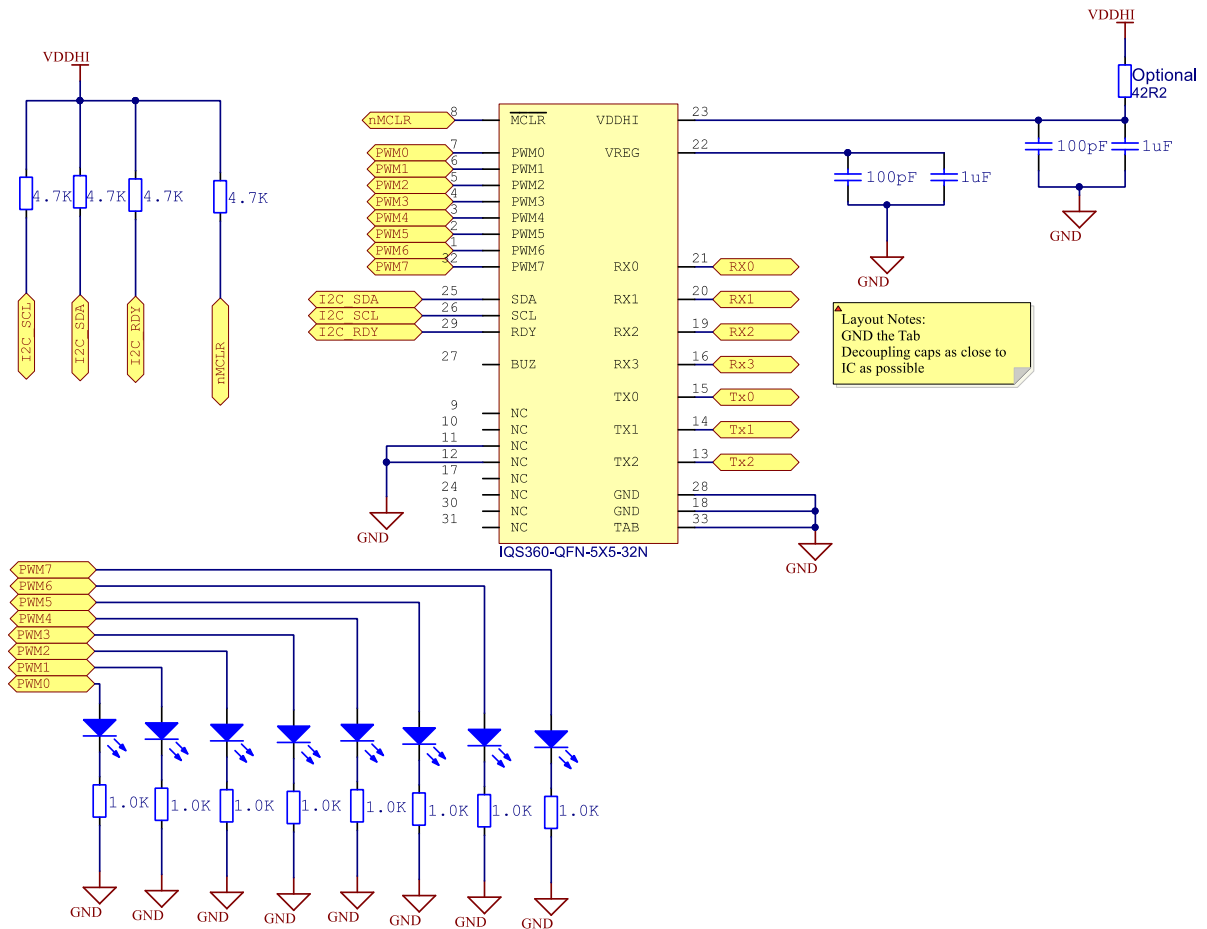 VDDHI
4.7K
4.7K
4.7K
4.7K
I2C_SCL
I2C_SDA
I2C_RDY
nMCLR
nMCLR
PWM0
PWM1
PWM2
PWM3
PWM4
PWM5
PWM6
PWM7
I2C_SDA
I2C_SCL
I2C_RDY
8
7
6
5
4
3
2
1
32
25
26
29
27
9
10
11
12
17
24
30
31
GND
MCLR
PWM0
PWM1
PWM2
PWM3
PWM4
PWM5
PWM6
PWM7
SDA
SCL
RDY
BUZ
NC
NC
NC
NC
NC
NC
NC
NC
VDDHI
VREG
RX0
RX1
RX2
RX3
TX0
TX1
TX2
GND
GND
TAB
IQS360-QFN-5X5-32N
23
22
21
20
19
16
15
14
13
28
18
33
RX0
RX1
RX2
Rx3
Tx0
Tx1
Tx2
GND
VDDHI
Optional
42R2
100pF
1uF
GND
100pF
1uF
GND
Layout Notes:
GND the Tab
Decoupling caps as close to
IC as possible
PWM7
PWM6
PWM5
PWM4
PWM3
PWM2
PWM1
PWM0
1.0K
1.0K
1.0K
1.0K
1.0K
1.0K
1.0K
1.0K
GND
GND
GND
GND
GND
GND
GND
GND